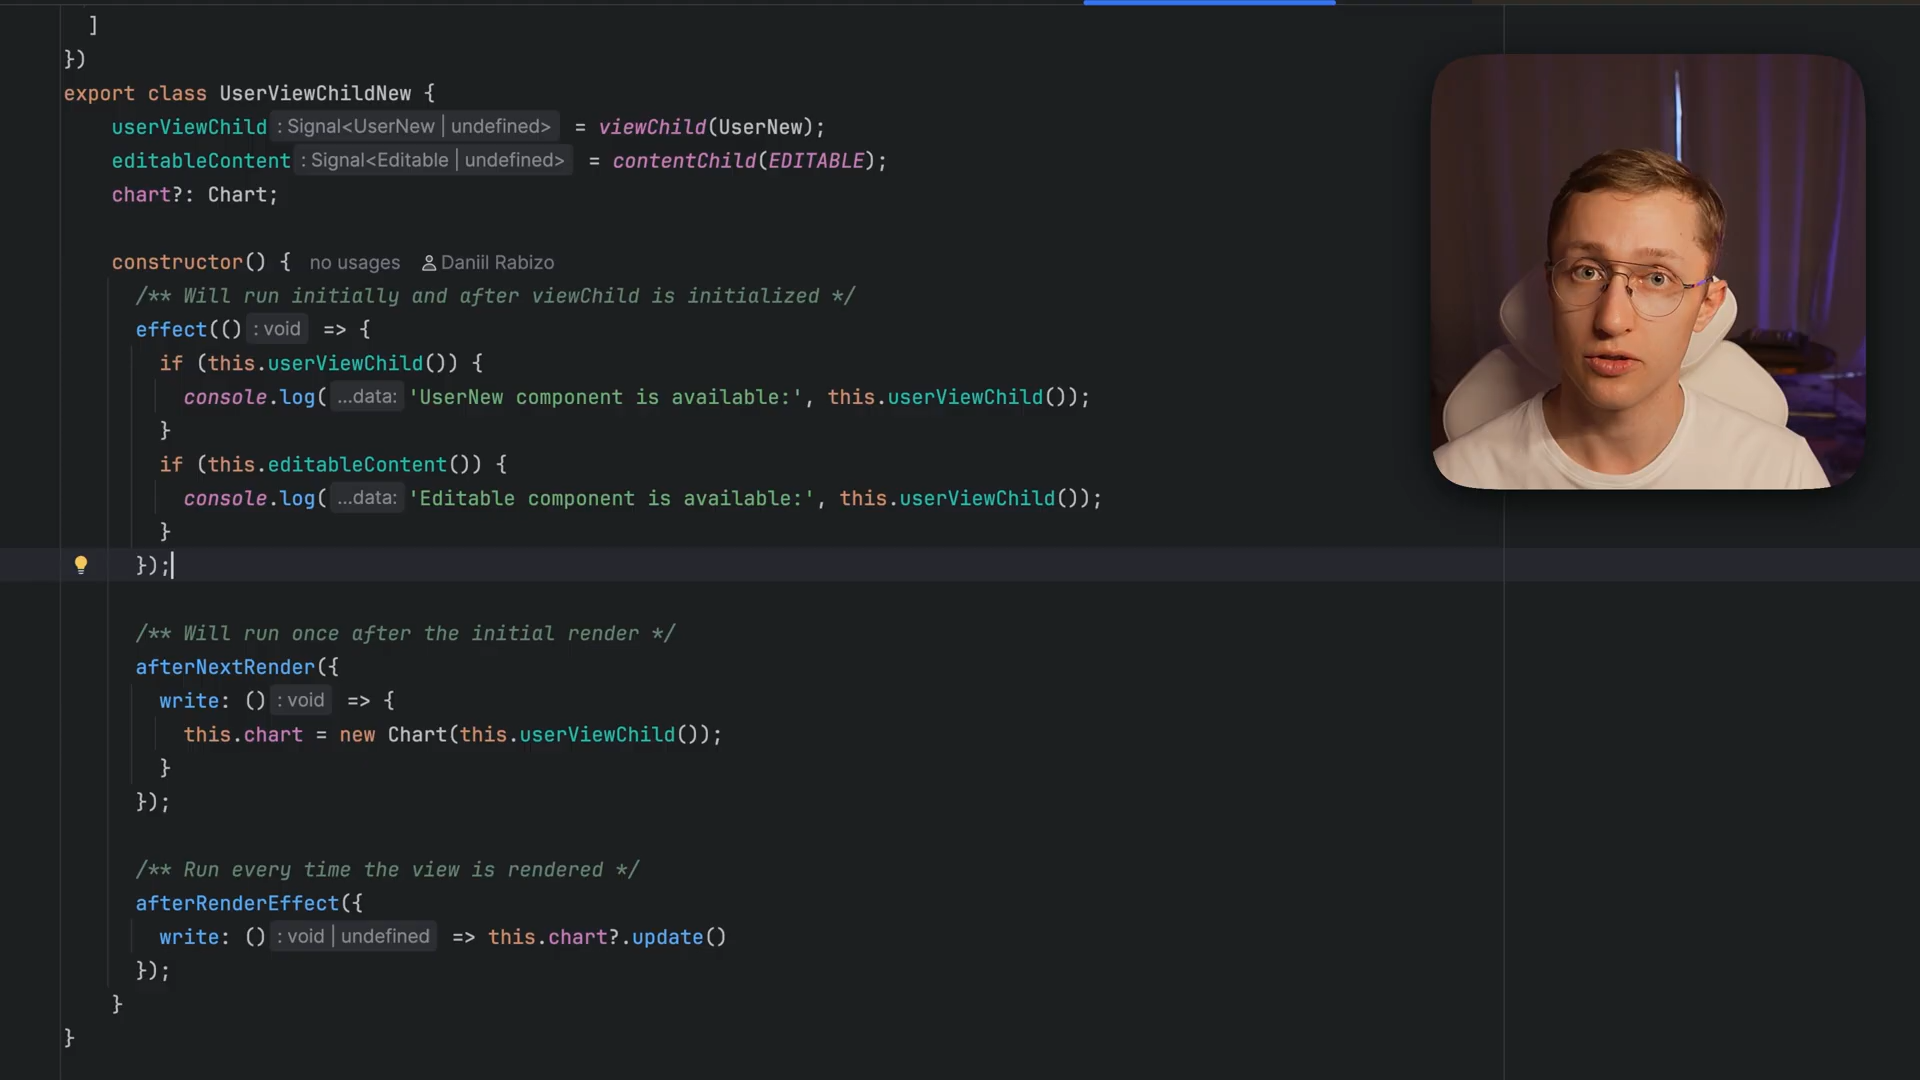 ]
})
export class UserViewChildNew {
userViewChild : Signal<UserNew | undefined> = viewChild(UserNew);
editableContent : Signal<Editable | undefined> = contentChild(EDITABLE);
chart?: Chart;
constructor() { no usages Daniil Rabizo
/** Will run initially and after viewChild is initialized */
effect(() : void => {
if (this.userViewChild()) {
console.log( ...data: 'UserNew component is available:', this.userViewChild());
}
if (this.editableContent()) {
console.log( ...data: 'Editable component is available:', this.userViewChild());
}
});
/** Will run once after the initial render */
afterNextRender({
write: () : void => {
this.chart = new Chart(this.userViewChild());
}
});
/** Run every time the view is rendered */
afterRenderEffect({
write: () : void | undefined => this.chart?.update()
});
}
}